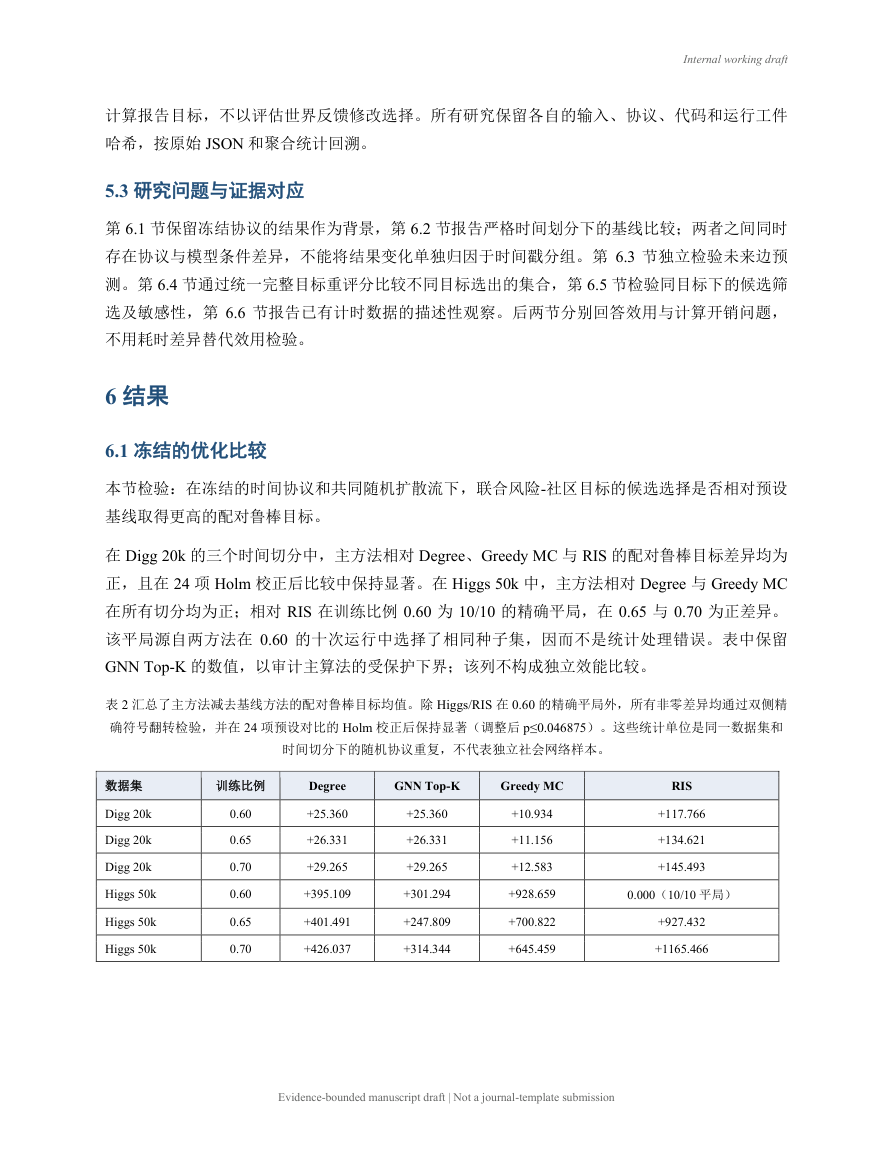 Internal working draft
计算报告目标，不以评估世界反馈修改选择。所有研究保留各自的输入、协议、代码和运行工件
哈希，按原始 JSON 和聚合统计回溯。
5.3 研究问题与证据对应
第 6.1 节保留冻结协议的结果作为背景，第 6.2 节报告严格时间划分下的基线比较；两者之间同时
存在协议与模型条件差异，不能将结果变化单独归因于时间戳分组。第 6.3 节独立检验未来边预
测。第 6.4 节通过统一完整目标重评分比较不同目标选出的集合，第 6.5 节检验同目标下的候选筛
选及敏感性，第 6.6 节报告已有计时数据的描述性观察。后两节分别回答效用与计算开销问题，
不用耗时差异替代效用检验。
6 结果
6.1 冻结的优化比较
本节检验：在冻结的时间协议和共同随机扩散流下，联合风险-社区目标的候选选择是否相对预设
基线取得更高的配对鲁棒目标。
在 Digg 20k 的三个时间切分中，主方法相对 Degree、Greedy MC 与 RIS 的配对鲁棒目标差异均为
正，且在 24 项 Holm 校正后比较中保持显著。在 Higgs 50k 中，主方法相对 Degree 与 Greedy MC
在所有切分均为正；相对 RIS 在训练比例 0.60 为 10/10 的精确平局，在 0.65 与 0.70 为正差异。
该平局源自两方法在 0.60 的十次运行中选择了相同种子集，因而不是统计处理错误。表中保留
GNN Top-K 的数值，以审计主算法的受保护下界；该列不构成独立效能比较。
表 2 汇总了主方法减去基线方法的配对鲁棒目标均值。除 Higgs/RIS 在 0.60 的精确平局外，所有非零差异均通过双侧精
确符号翻转检验，并在 24 项预设对比的 Holm 校正后保持显著（调整后 p≤0.046875）。这些统计单位是同一数据集和
时间切分下的随机协议重复，不代表独立社会网络样本。
数据集 训练比例 Degree GNN Top-K Greedy MC RIS
Digg 20k 0.60 +25.360 +25.360 +10.934 +117.766
Digg 20k 0.65 +26.331 +26.331 +11.156 +134.621
Digg 20k 0.70 +29.265 +29.265 +12.583 +145.493
Higgs 50k 0.60 +395.109 +301.294 +928.659 0.000（10/10 平局）
Higgs 50k 0.65 +401.491 +247.809 +700.822 +927.432
Higgs 50k 0.70 +426.037 +314.344 +645.459 +1165.466
Evidence-bounded manuscript draft | Not a journal-template submission